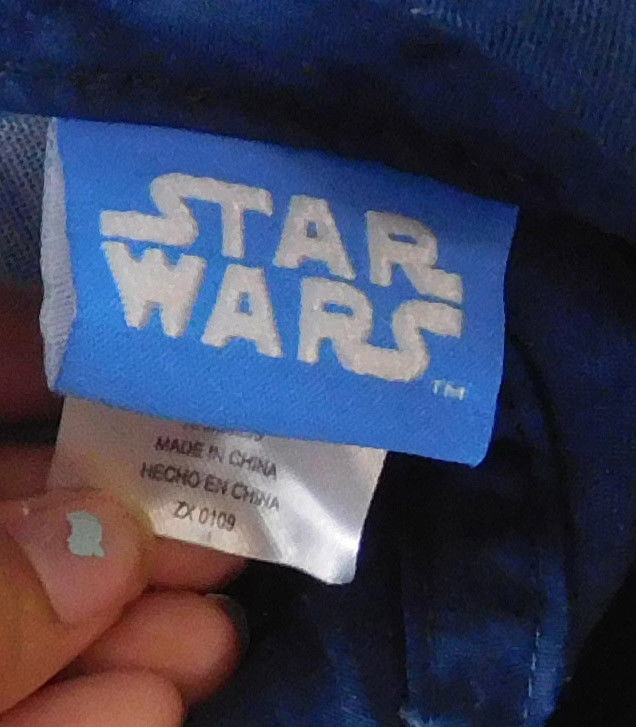 STAR
WARS
TM
MADE IN CHINA
HECHO EN CHINA
ZX 0109